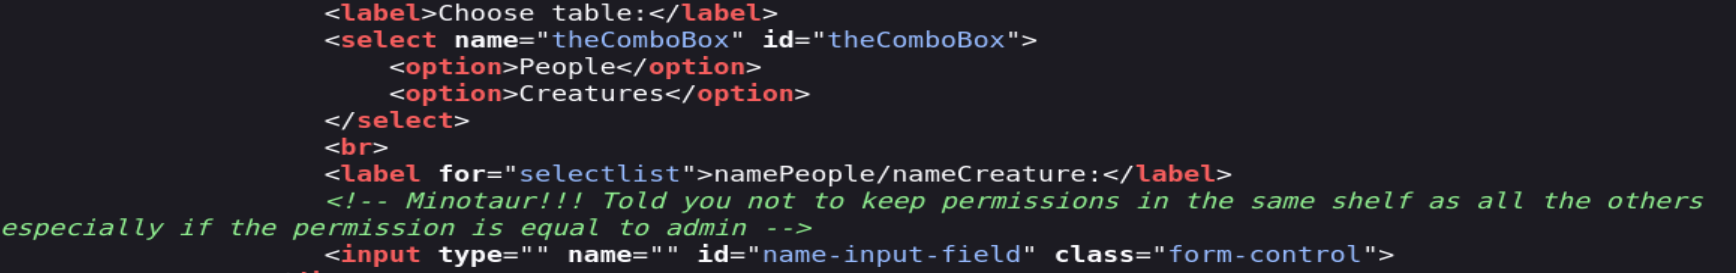 <label>Choose table:</label>
<select name="theComboBox" id="theComboBox">
<option>People</option>
<option>Creatures</option>
</select>
<br>
<label for="selectlist">namePeople/nameCreature:</label>
<!-- Minotaur!!! Told you not to keep permissions in the same shelf as all the others
especially if the permission is equal to admin -->
<input type="" name="" id="name-input-field" class="form-control">